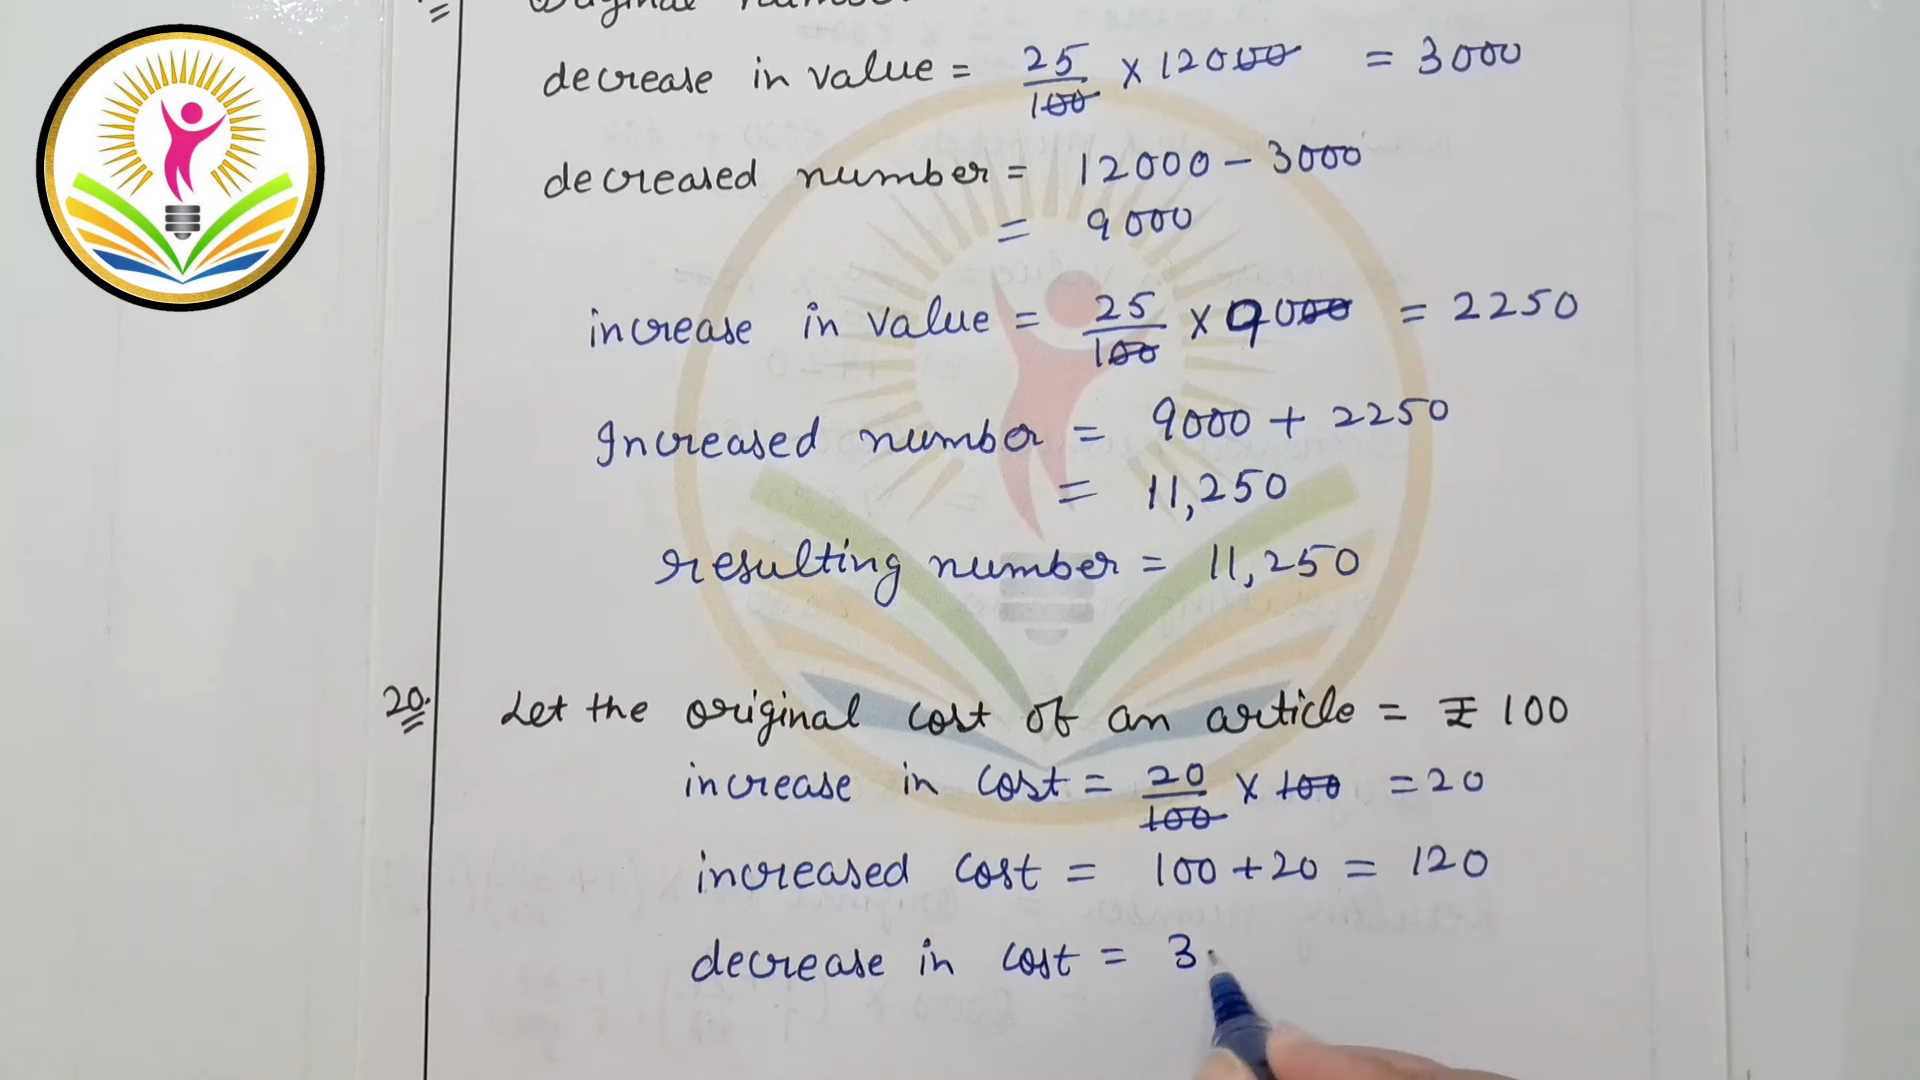 original number
decrease in value = 25/100 × 12000 = 3000
decreased number = 12000 - 3000
= 9000
increase in value = 25/100 × 9000 = 2250
Increased number = 9000 + 2250
= 11,250
resulting number = 11,250
20. Let the original cost of an article = ₹ 100
increase in cost = 20/100 × 100 = 20
increased cost = 100 + 20 = 120
decrease in cost = 3